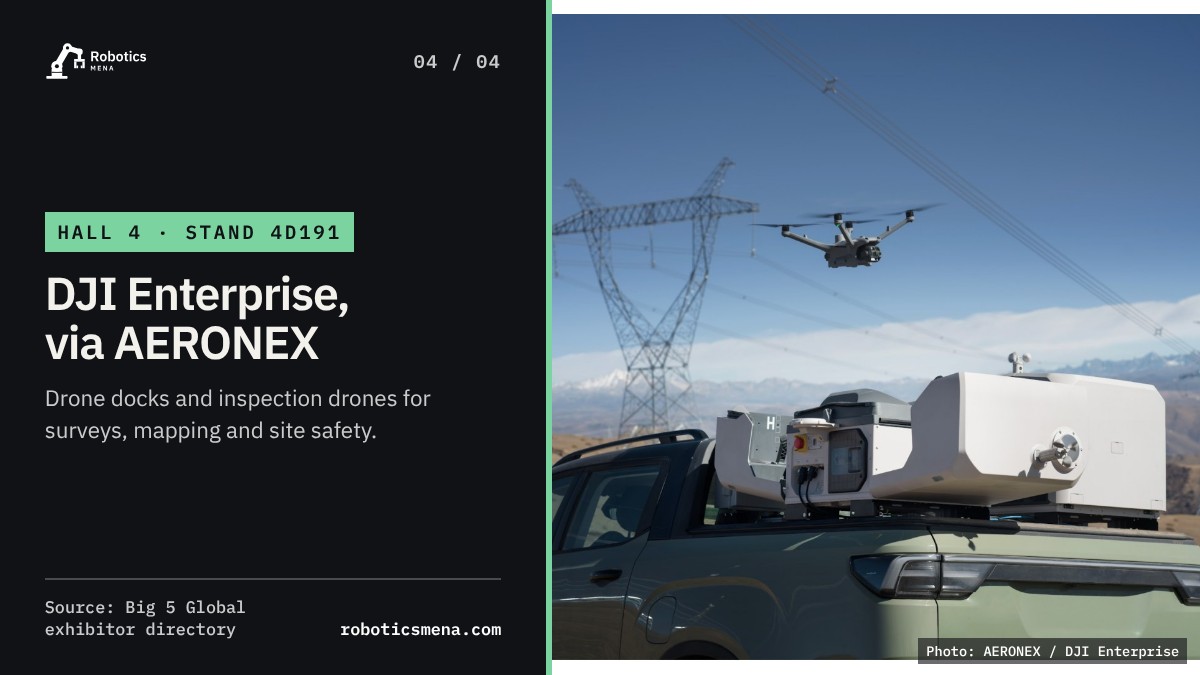 Robotics
MENA
04 / 04
HALL 4 · STAND 4D191
DJI Enterprise,
via AERONEX
Drone docks and inspection drones for
surveys, mapping and site safety.
Source: Big 5 Global
exhibitor directory
roboticsmena.com
H
Photo: AERONEX / DJI Enterprise